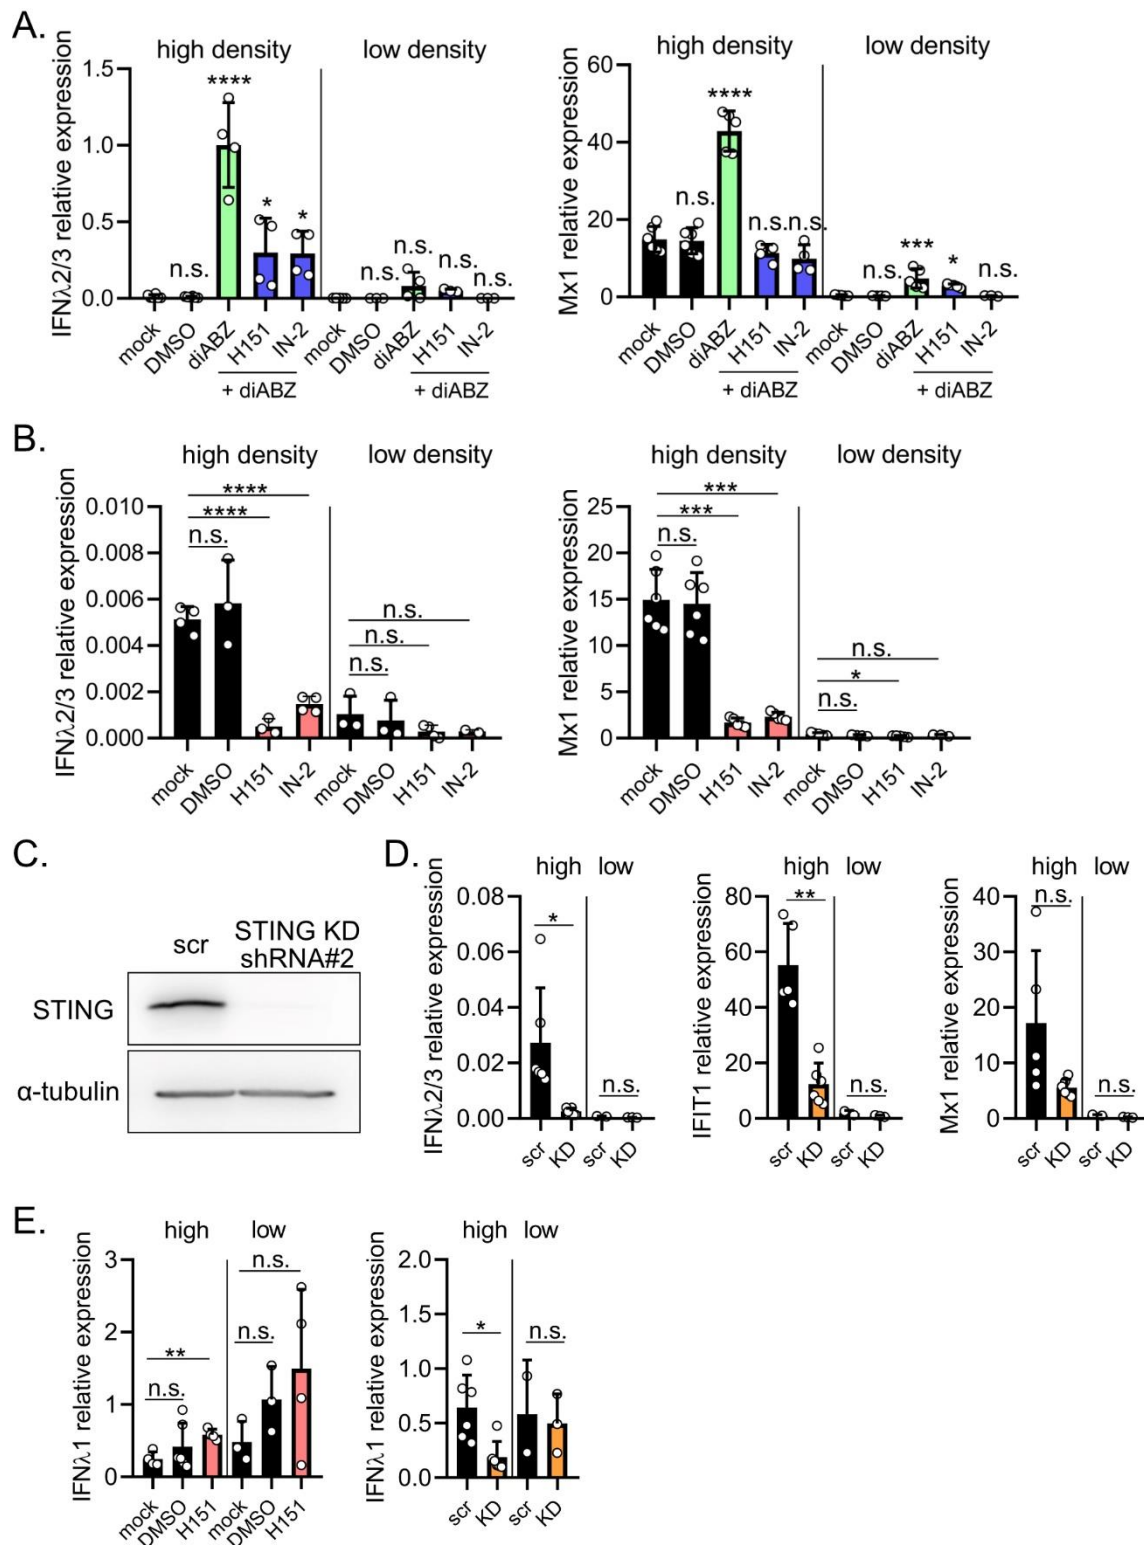 A.
high density
low density
IFNλ2/3 relative expression
1.5
1.0
0.5
0.0
****
n.s.
*
*
n.s.
n.s.
n.s.
n.s.
mock
DMSO
diABZ
H151
IN-2
mock
DMSO
diABZ
H151
IN-2
+ diABZ
+ diABZ
Mx1 relative expression
60
40
20
0
****
n.s.
n.s.
n.s.
n.s.
***
*
n.s.
mock
DMSO
diABZ
H151
IN-2
mock
DMSO
diABZ
H151
IN-2
+ diABZ
+ diABZ
B.
high density
low density
IFNλ2/3 relative expression
0.010
0.008
0.006
0.004
0.002
0.000
****
****
n.s.
n.s.
n.s.
n.s.
mock
DMSO
H151
IN-2
mock
DMSO
H151
IN-2
high density
low density
Mx1 relative expression
25
20
15
10
5
0
***
***
n.s.
n.s.
*
n.s.
mock
DMSO
H151
IN-2
mock
DMSO
H151
IN-2
C.
scr
STING KD
shRNA#2
STING
α-tubulin
D.
high
low
IFNλ2/3 relative expression
0.08
0.06
0.04
0.02
0.00
*
n.s.
scr
KD
scr
KD
high
low
IFIT1 relative expression
80
60
40
20
0
**
n.s.
scr
KD
scr
KD
high
low
Mx1 relative expression
40
30
20
10
0
n.s.
n.s.
scr
KD
scr
KD
E.
high
low
IFNλ1 relative expression
3
2
1
0
**
n.s.
n.s.
n.s.
mock
DMSO
H151
mock
DMSO
H151
high
low
IFNλ1 relative expression
2.0
1.5
1.0
0.5
0.0
*
n.s.
scr
KD
scr
KD